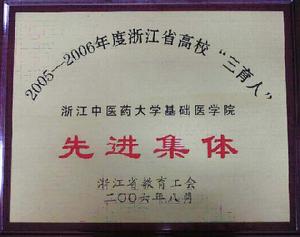 2005—2006年度浙江省高校“三育人”
浙江中医药大学基础医学院
先进集体
浙江省教育工会
二〇〇六年八月